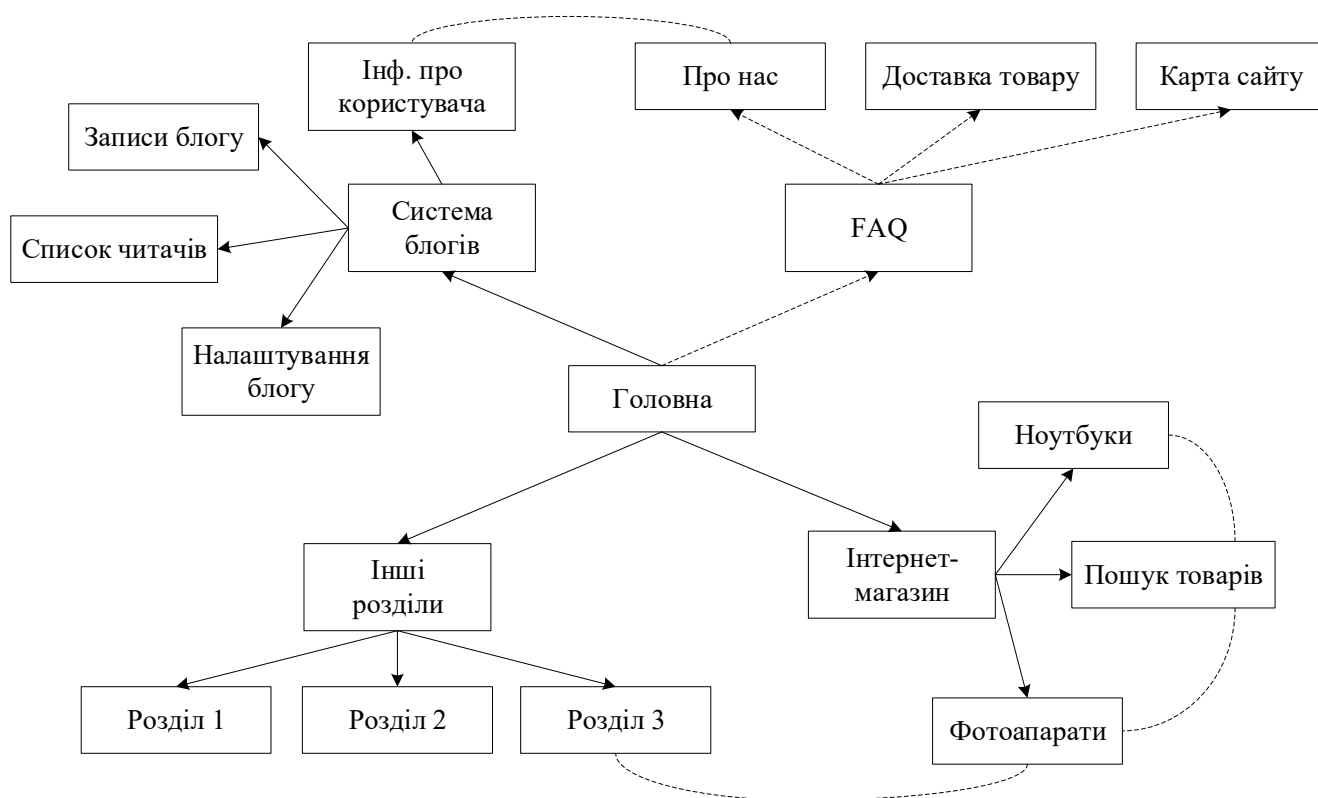 Інф. про
користувача
Про нас
Доставка товару
Карта сайту
Записи блогу
Система
блогів
FAQ
Список читачів
Налаштування
блогу
Головна
Ноутбуки
Інтернет-
магазин
Пошук товарів
Інші
розділи
Розділ 1
Розділ 2
Розділ 3
Фотоапарати